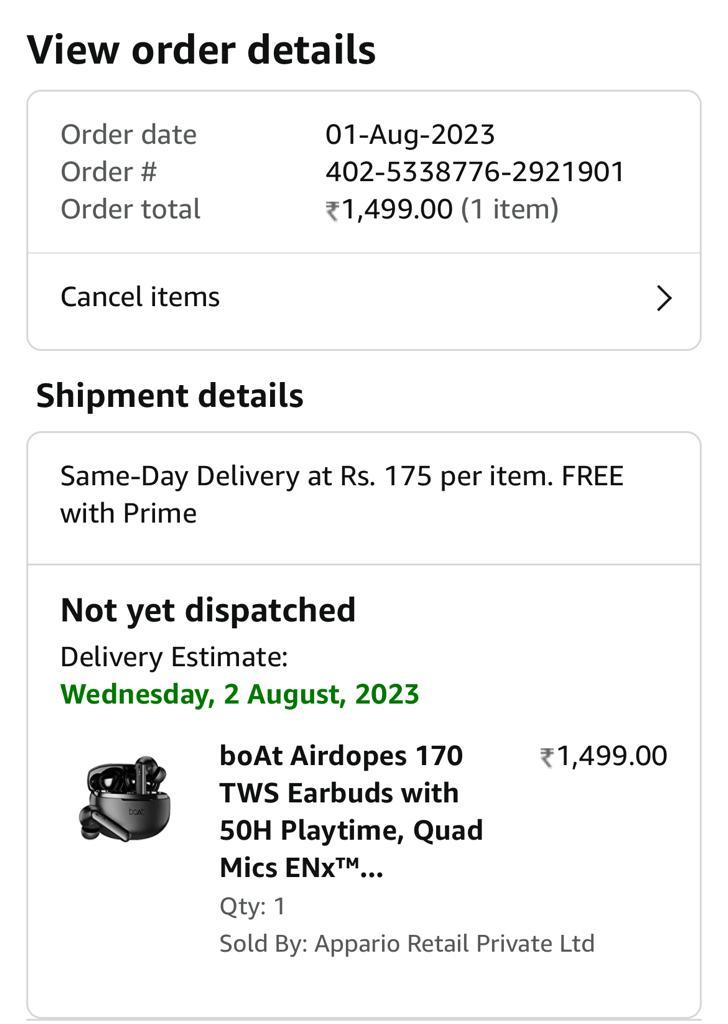 View order details
Order date 01-Aug-2023
Order # 402-5338776-2921901
Order total ₹1,499.00 (1 item)
Cancel items
Shipment details
Same-Day Delivery at Rs. 175 per item. FREE
with Prime
Not yet dispatched
Delivery Estimate:
Wednesday, 2 August, 2023
boAt Airdopes 170 ₹1,499.00
TWS Earbuds with
50H Playtime, Quad
Mics ENx™...
Qty: 1
Sold By: Appario Retail Private Ltd
boAt